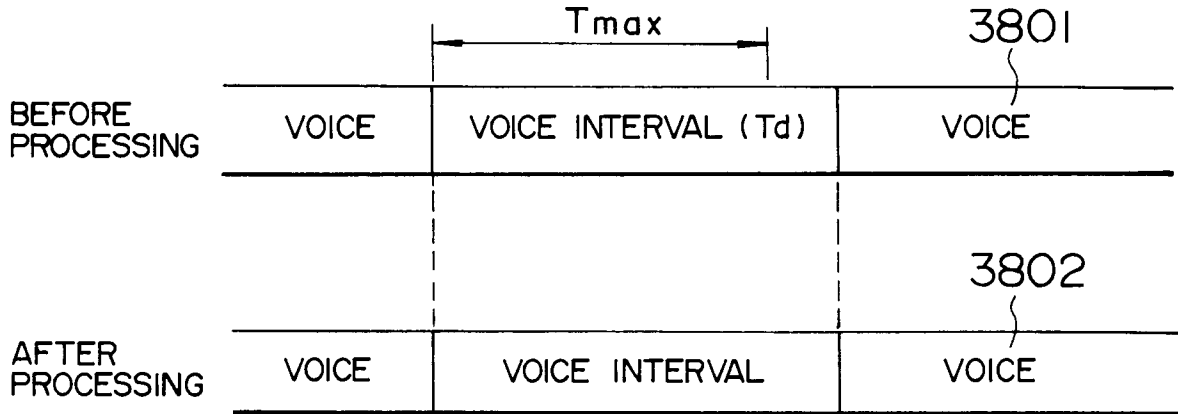 Tmax
3801
BEFORE
PROCESSING
VOICE
VOICE INTERVAL (Td)
VOICE
3802
AFTER
PROCESSING
VOICE
VOICE INTERVAL
VOICE